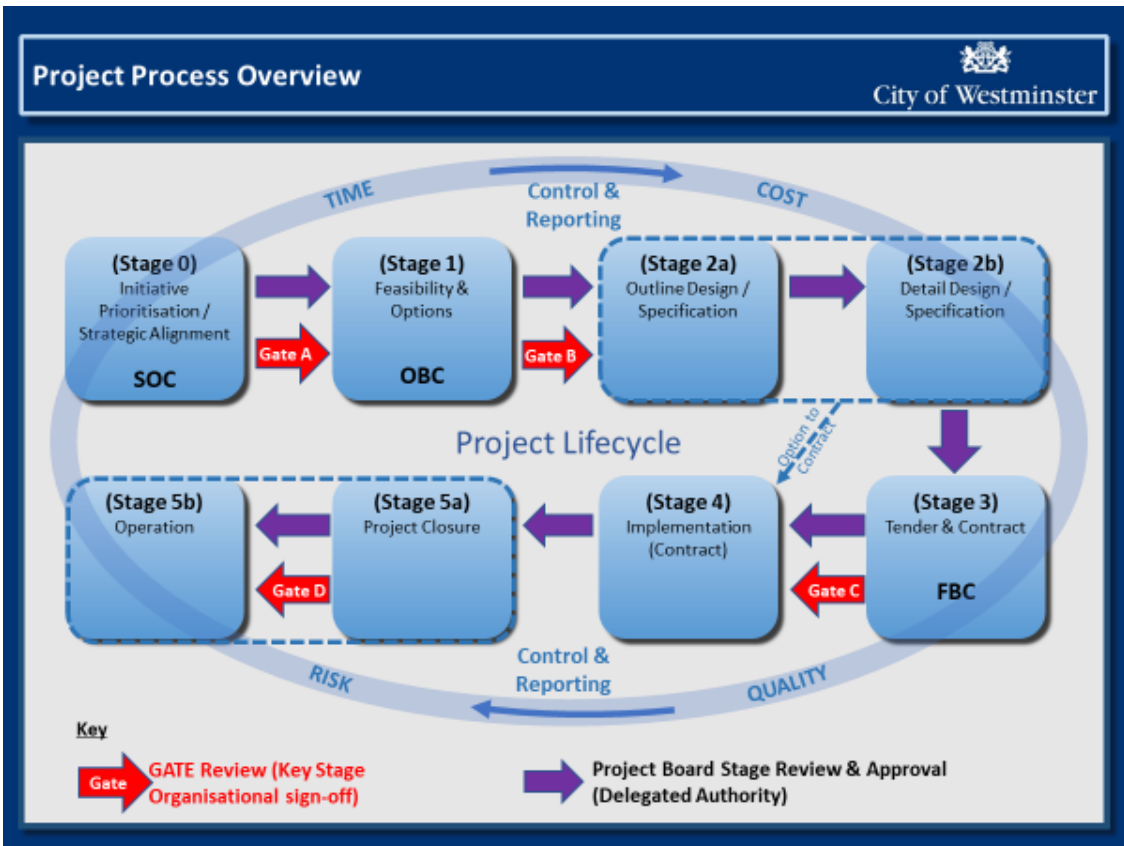 Project Process Overview
City of Westminster
TIME
Control &
Reporting
COST
(Stage 0)
Initiative
Prioritisation /
Strategic Alignment
SOC
Gate A
(Stage 1)
Feasibility &
Options
OBC
Gate B
(Stage 2a)
Outline Design /
Specification
(Stage 2b)
Detail Design /
Specification
Option to
Contract
Project Lifecycle
(Stage 5b)
Operation
Gate D
(Stage 5a)
Project Closure
(Stage 4)
Implementation
(Contract)
Gate C
(Stage 3)
Tender & Contract
FBC
RISK
Control &
Reporting
QUALITY
Key
Gate
GATE Review (Key Stage
Organisational sign-off)
Project Board Stage Review & Approval
(Delegated Authority)